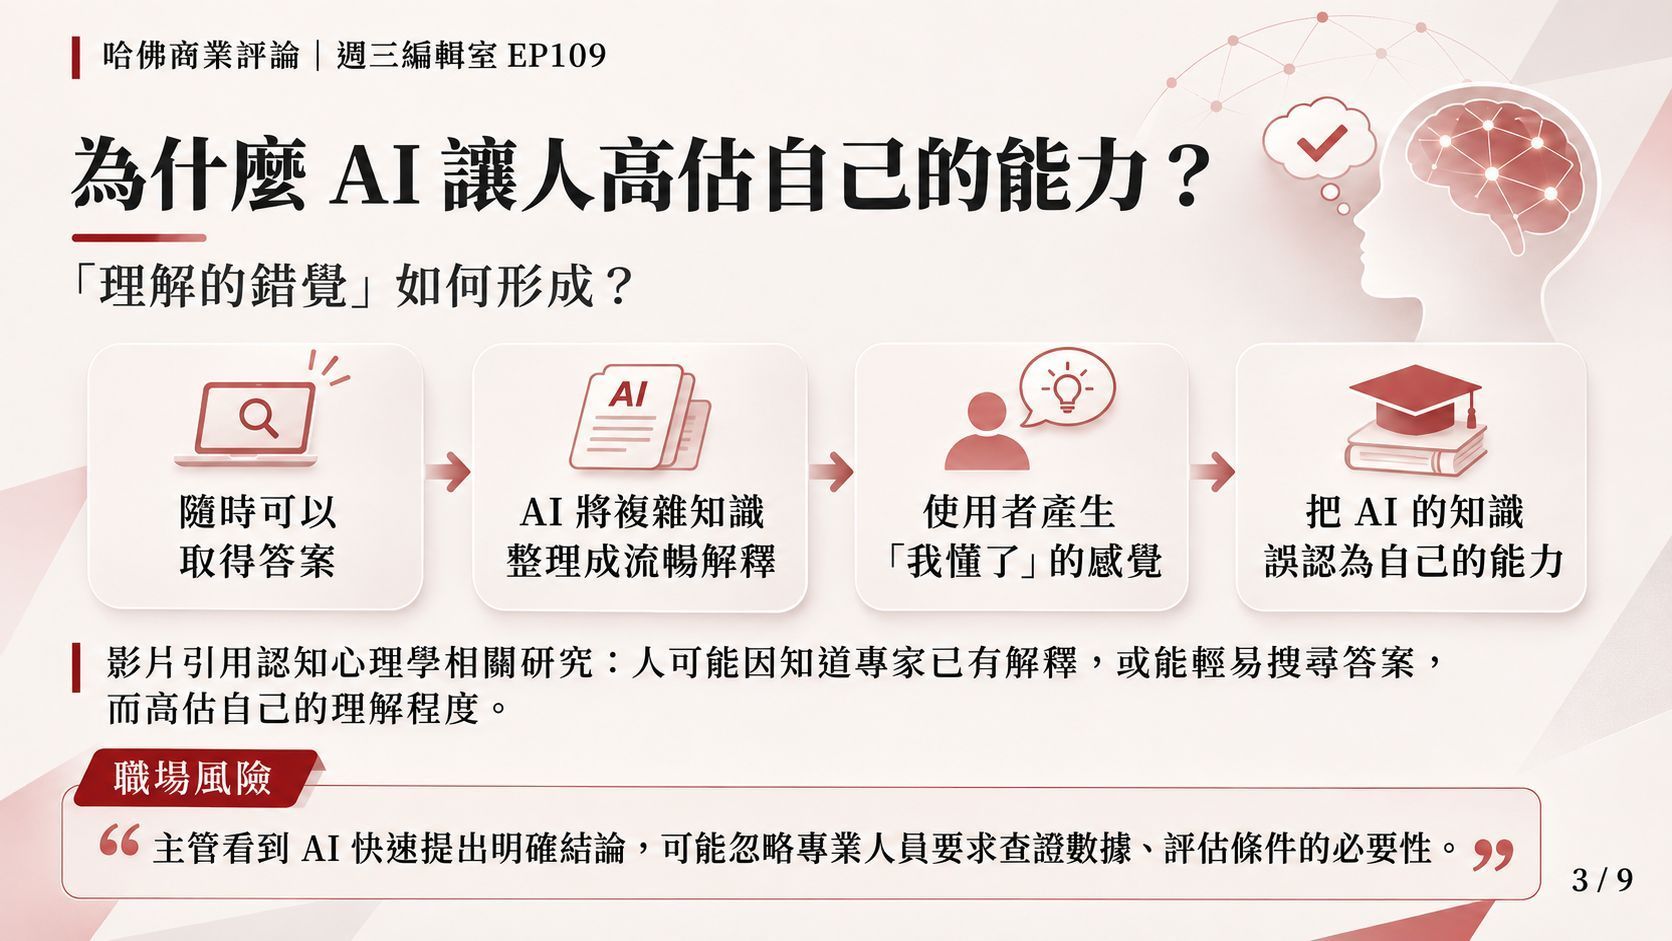 哈佛商業評論｜週三編輯室 EP109
為什麼 AI 讓人高估自己的能力？
「理解的錯覺」如何形成？
隨時可以
取得答案
AI
AI 將複雜知識
整理成流暢解釋
使用者產生
「我懂了」的感覺
把 AI 的知識
誤認為自己的能力
影片引用認知心理學相關研究：人可能因知道專家已有解釋，或能輕易搜尋答案，
而高估自己的理解程度。
職場風險
“主管看到 AI 快速提出明確結論，可能忽略專業人員要求查證數據、評估條件的必要性。”
3 / 9